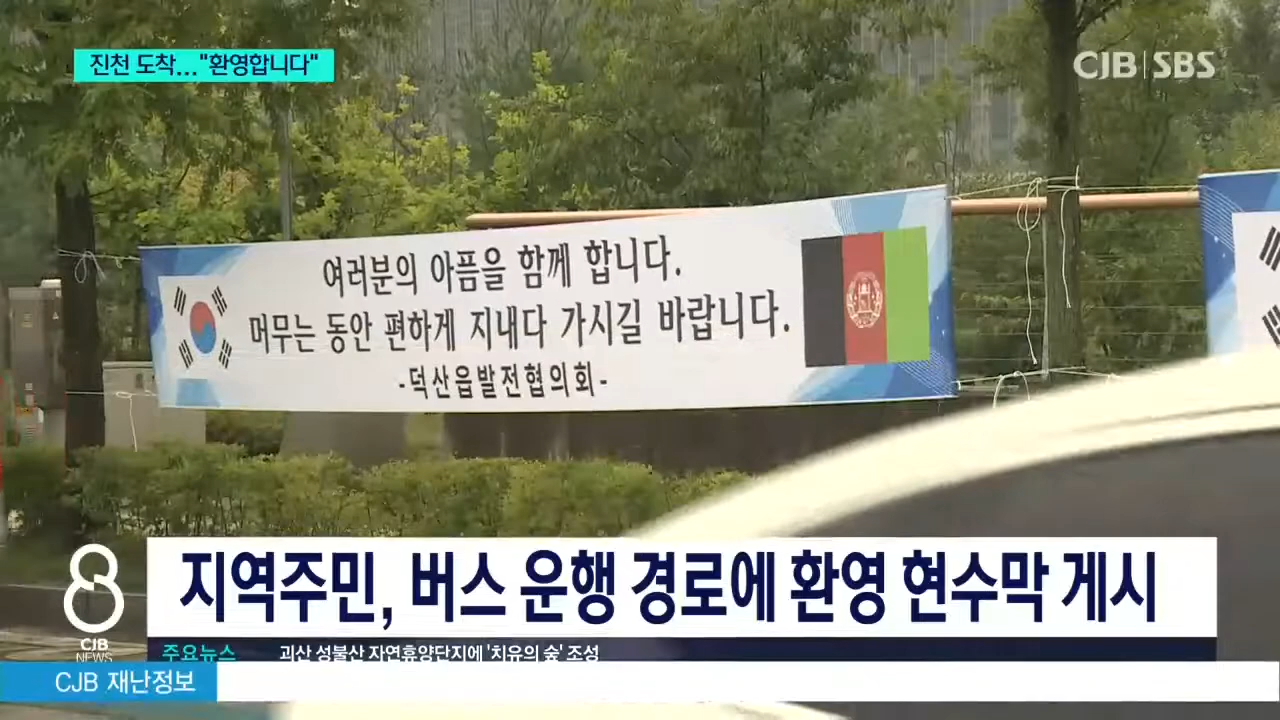 진천 도착..."환영합니다"
CJB SBS
여러분의 아픔을 함께 합니다.
머무는 동안 편하게 지내다 가시길 바랍니다.
-덕산읍발전협의회-
지역주민, 버스 운행 경로에 환영 현수막 게시
8
CJB
NEWS
주요뉴스 괴산 성불산 자연휴양단지에 '치유의 숲' 조성
CJB 재난정보